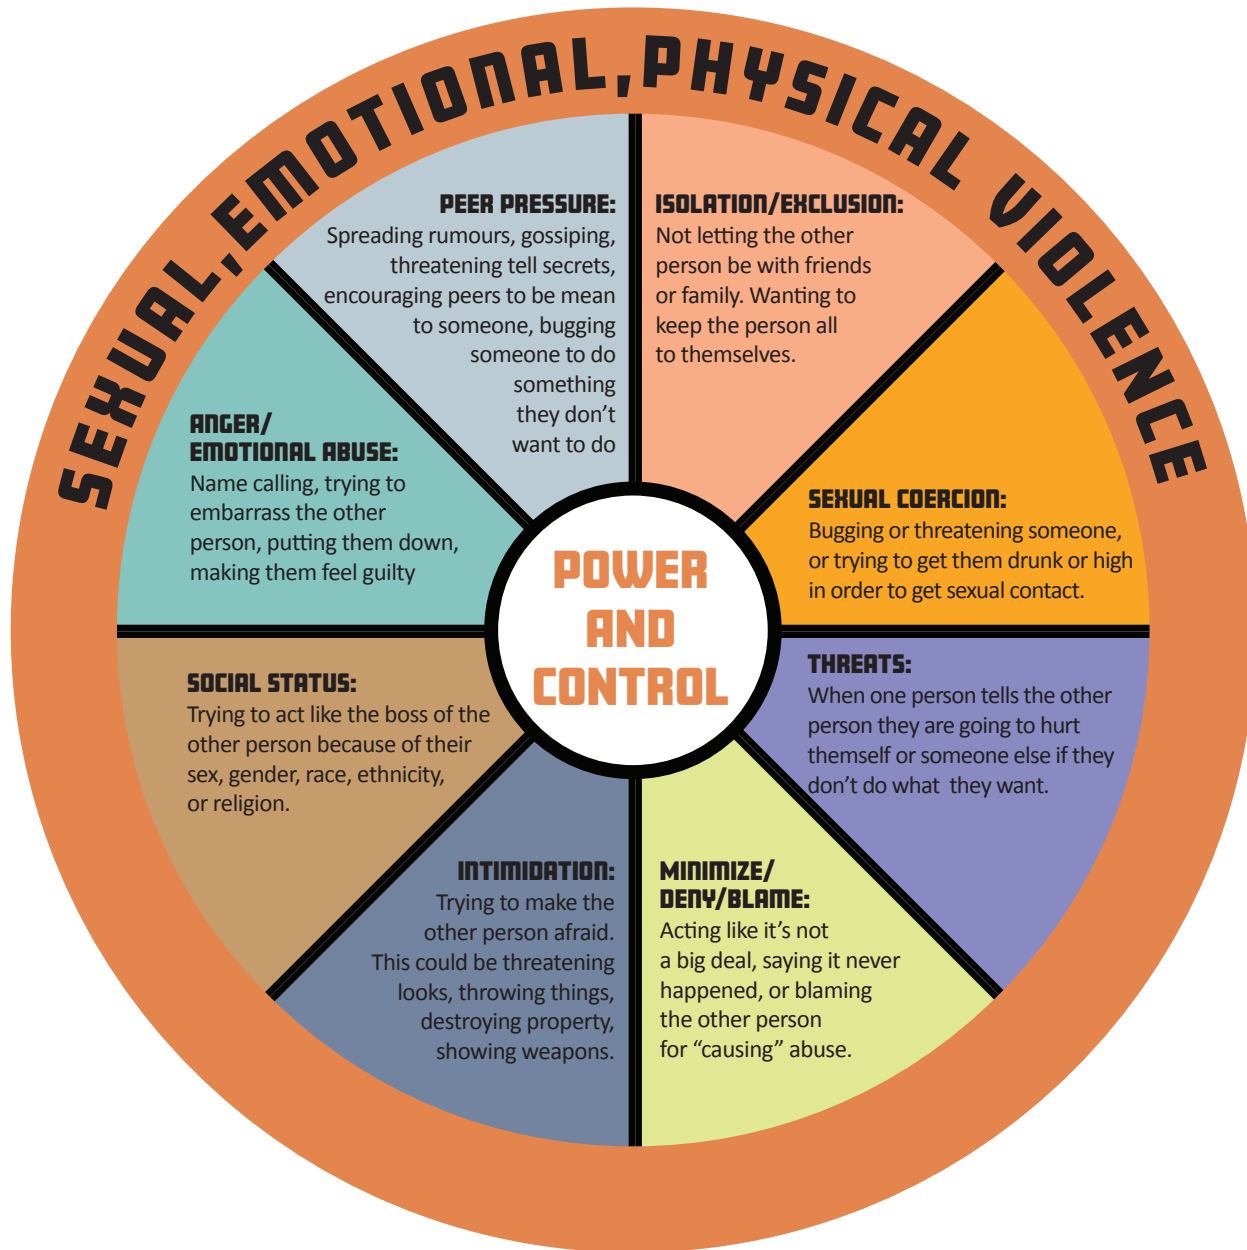 SEXUAL, EMOTIONAL, PHYSICAL VIOLENCE
PEER PRESSURE:
Spreading rumours, gossiping,
threatening tell secrets,
encouraging peers to be mean
to someone, bugging
someone to do
something
they don't
want to do
ISOLATION/EXCLUSION:
Not letting the other
person be with friends
or family. Wanting to
keep the person all
to themselves.
ANGER/
EMOTIONAL ABUSE:
Name calling, trying to
embarrass the other
person, putting them down,
making them feel guilty
SEXUAL COERCION:
Bugging or threatening someone,
or trying to get them drunk or high
in order to get sexual contact.
POWER
AND
CONTROL
SOCIAL STATUS:
Trying to act like the boss of the
other person because of their
sex, gender, race, ethnicity,
or religion.
THREATS:
When one person tells the other
person they are going to hurt
themself or someone else if they
don't do what they want.
INTIMIDATION:
Trying to make the
other person afraid.
This could be threatening
looks, throwing things,
destroying property,
showing weapons.
MINIMIZE/
DENY/BLAME:
Acting like it's not
a big deal, saying it never
happened, or blaming
the other person
for “causing” abuse.